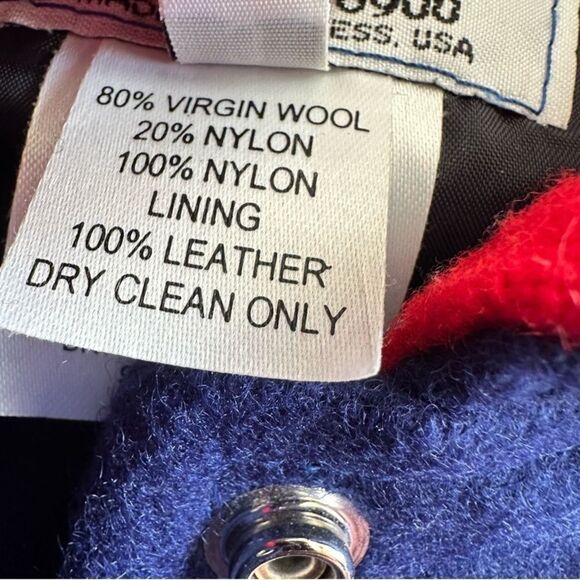 ESS, USA
80% VIRGIN WOOL
20% NYLON
100% NYLON
LINING
100% LEATHER
DRY CLEAN ONLY